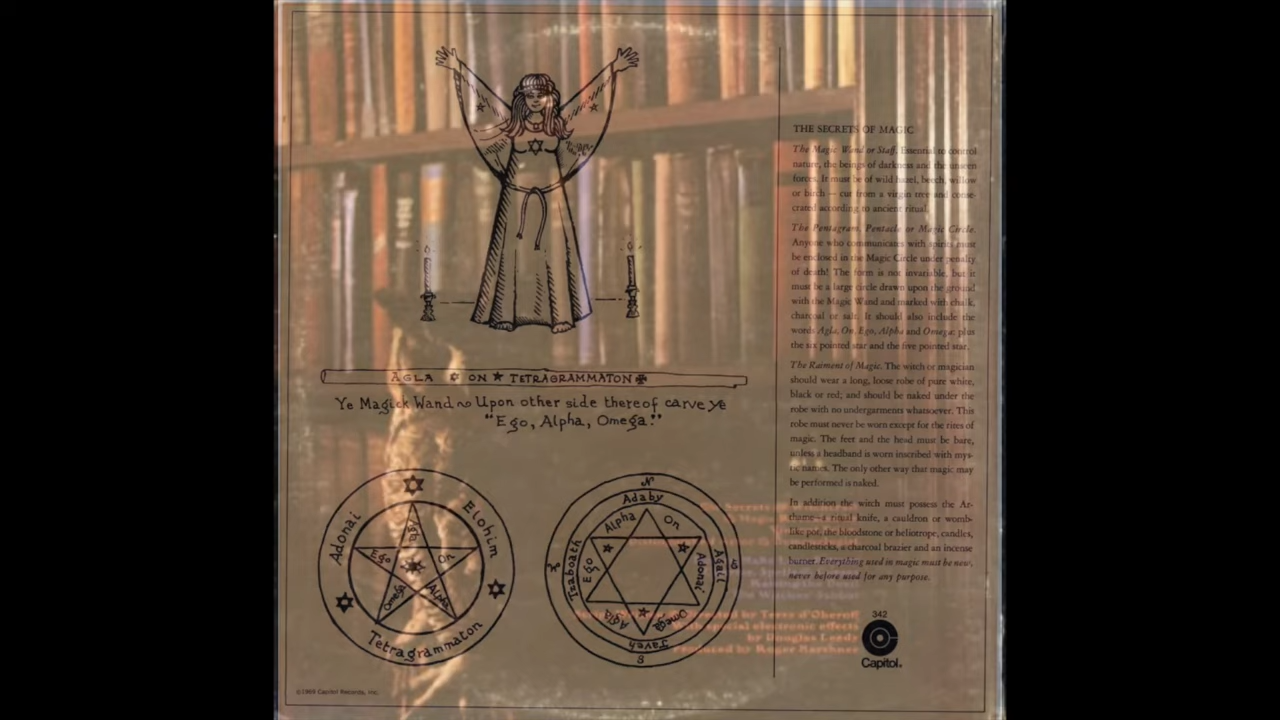 THE SECRETS OF MAGIC
The Magic Wand or Staff. Essential to control
nature, the beings of darkness and the unseen
forces. It must be of wild hazel, beech, willow
or birch — cut from a virgin tree and conse-
crated according to ancient ritual.
The Pentagram, Pentacle or Magic Circle.
Anyone who communicates with spirits must
be enclosed in the Magic Circle under penalty
of death! The form is not invariable, but it
must be a large circle drawn upon the ground
with the Magic Wand and marked with chalk,
charcoal or salt. It should also include the
words Agla, On, Ego, Alpha and Omega: plus
the six pointed star and the five pointed star.
The Raiment of Magic. The witch or magician
should wear a long, loose robe of pure white,
black or red; and should be naked under the
robe with no undergarments whatsoever. This
robe must never be worn except for the rites of
magic. The feet and the head must be bare,
unless a headband is worn inscribed with mys-
tic names. The only other way that magic may
be performed is naked.
In addition the witch must possess the Ar-
thame—a ritual knife, a cauldron or womb-
like pot, the bloodstone or heliotrope, candles,
candlesticks, a charcoal brazier and an incense
burner. Everything used in magic must be new,
never before used for any purpose.
AGLA ON TETRAGRAMMATON
Ye Magick Wand ~ Upon other side thereof carve ye
"Ego, Alpha, Omega."
Adonai
Elohim
Tetragrammaton
Agla
Ego
On
Omega
Alpha
N
Adaby
Alpha
On
Tzabaoth
Ego
Adonai
Agall
Agla
Omega
Javeh
S
with special electronic effects
by Douglas Leedy
342
Capitol.
©1969 Capitol Records, Inc.